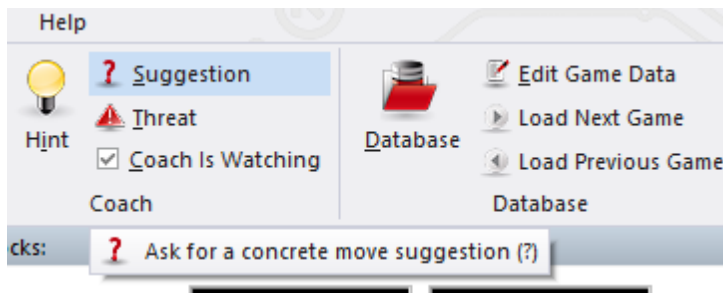 Help
Suggestion
Threat
Hint
Coach Is Watching
Coach
Database
Edit Game Data
Load Next Game
Load Previous Game
Database
cks:
? Ask for a concrete move suggestion (?)